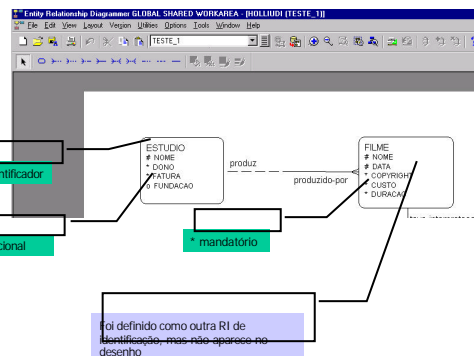 Entity Relationship Diagrammer GLOBAL SHARED WORKAREA - [HOLLIUDI (TESTE_1)]
File Edit View Layout Version Utilities Options Tools Window Help
TESTE_1
ESTUDIO
# NOME
* DONO
* FATURA
o FUNDACAO
produz
produzido-por
FILME
# NOME
# DATA
* COPYRIGHT
* CUSTO
* DURACAO
ntificador
cional
* mandatório
Foi definido como outra RI de
identificação, mas não aparece no
desenho